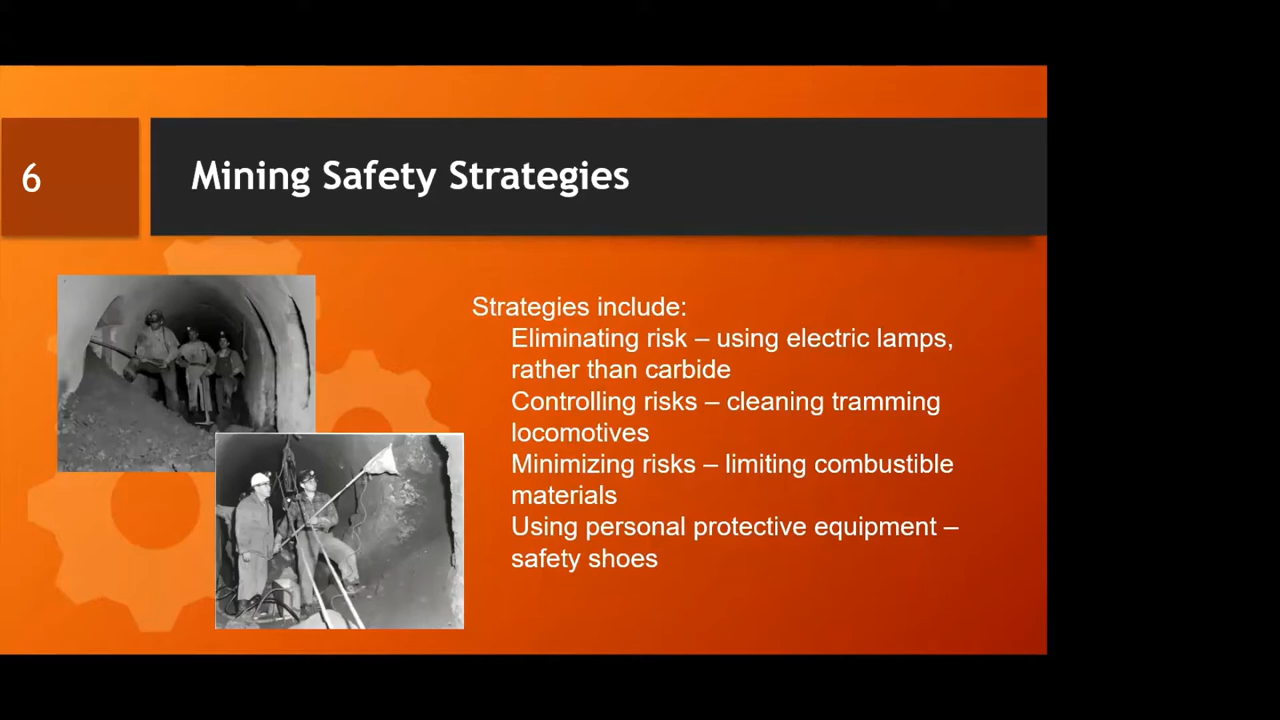 6
Mining Safety Strategies
Strategies include:
Eliminating risk – using electric lamps,
rather than carbide
Controlling risks – cleaning tramming
locomotives
Minimizing risks – limiting combustible
materials
Using personal protective equipment –
safety shoes